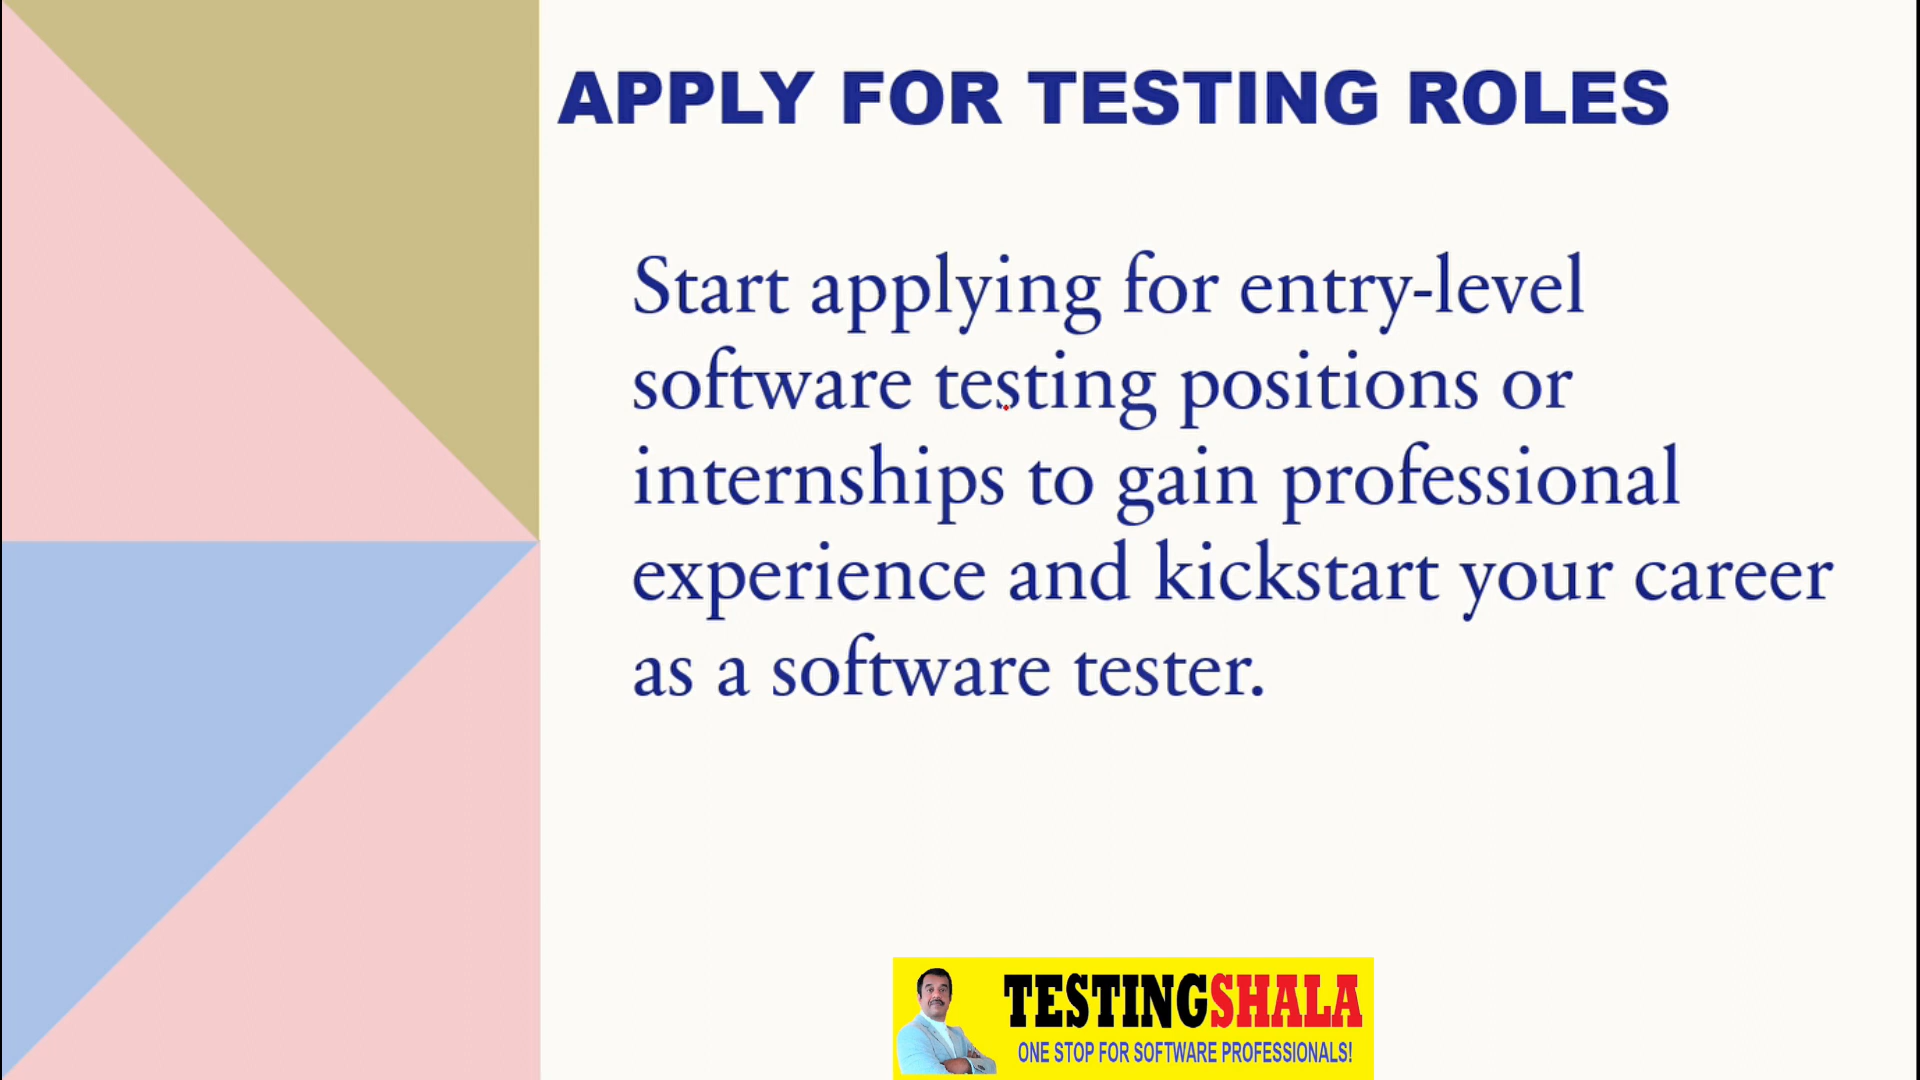 APPLY FOR TESTING ROLES
Start applying for entry-level
software testing positions or
internships to gain professional
experience and kickstart your career
as a software tester.
TESTINGSHALA
ONE STOP FOR SOFTWARE PROFESSIONALS!